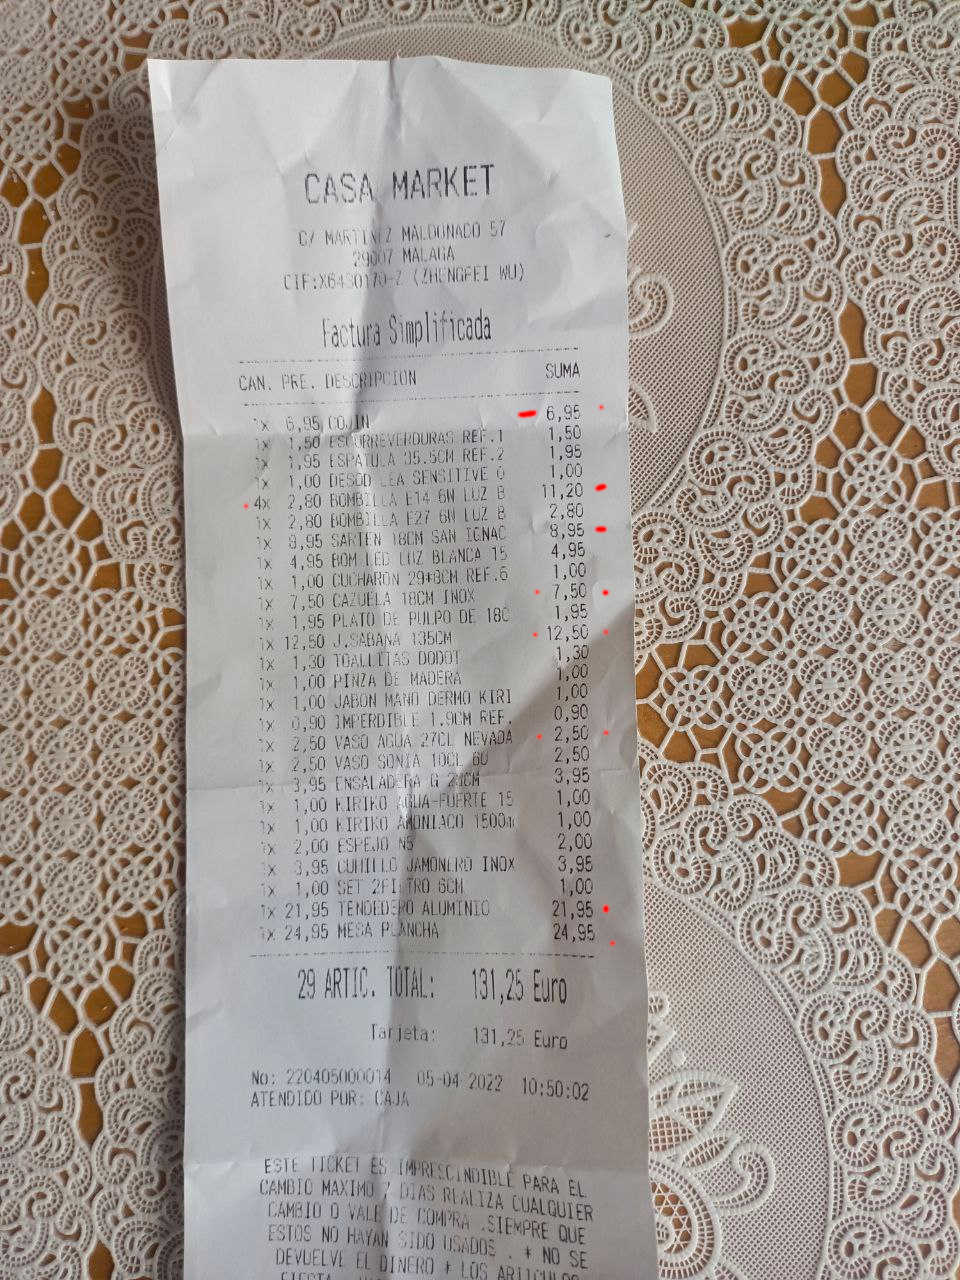 CASA MARKET
C/ MARTINEZ MALDONADO 57
29007 MALAGA
CIF:X6430170-Z (ZHENGFEI WU)
Factura Simplificada
CAN. PRE. DESCRIPCION SUMA
1x 6,95 COJIN 6,95
1x 1,50 ESCURREVERDURAS REF.1 1,50
1x 1,95 ESPATULA 35.5CM REF.2 1,95
1x 1,00 DESOD LEA SENSITIVE 0 1,00
4x 2,80 BOMBILLA E14 6N LUZ B 11,20
1x 2,80 BOMBILLA E27 6N LUZ B 2,80
1x 8,95 SARTEN 18CM SAN IGNAC 8,95
1x 4,95 BOM LED LUZ BLANCA 15 4,95
1x 1,00 CUCHARON 29*8CM REF.6 1,00
1x 7,50 CAZUELA 18CM INOX 7,50
1x 1,95 PLATO DE PULPO DE 18C 1,95
1x 12,50 J.SABANA 135CM 12,50
1x 1,30 TOALLITAS DODOT 1,30
1x 1,00 PINZA DE MADERA 1,00
1x 1,00 JABON MANO DERMO KIRI 1,00
1x 0,90 IMPERDIBLE 1.9CM REF. 0,90
1x 2,50 VASO AGUA 27CL NEVADA 2,50
1x 2,50 VASO SONIA 10CL 6U 2,50
1x 3,95 ENSALADERA G 23CM 3,95
1x 1,00 KIRIKO AGUA-FUERTE 15 1,00
1x 1,00 KIRIKO AMONIACO 1500m 1,00
1x 2,00 ESPEJO N5 2,00
1x 3,95 CUHILLO JAMONERO INOX 3,95
1x 1,00 SET 2FILTRO 6CM 1,00
1x 21,95 TENDEDERO ALUMINIO 21,95
1x 24,95 MESA PLANCHA 24,95
29 ARTIC. TOTAL: 131,25 Euro
Tarjeta: 131,25 Euro
No: 220405000014 05-04 2022 10:50:02
ATENDIDO POR: CAJA
ESTE TICKET ES IMPRESCINDIBLE PARA EL
CAMBIO MAXIMO 7 DIAS REALIZA CUALQUIER
CAMBIO O VALE DE COMPRA .SIEMPRE QUE
ESTOS NO HAYAN SIDO USADOS . * NO SE
DEVUELVE EL DINERO * LOS ARTICULOS